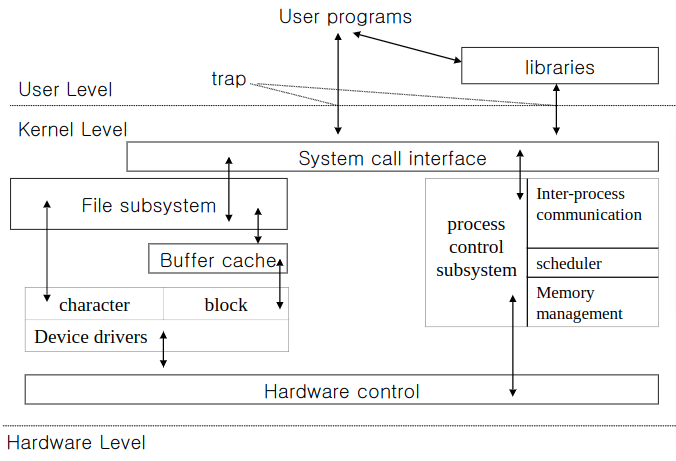 User programs
libraries
trap
User Level
Kernel Level
System call interface
File subsystem
Buffer cache
character
block
Device drivers
process
control
subsystem
Inter-process
communication
scheduler
Memory
management
Hardware control
Hardware Level